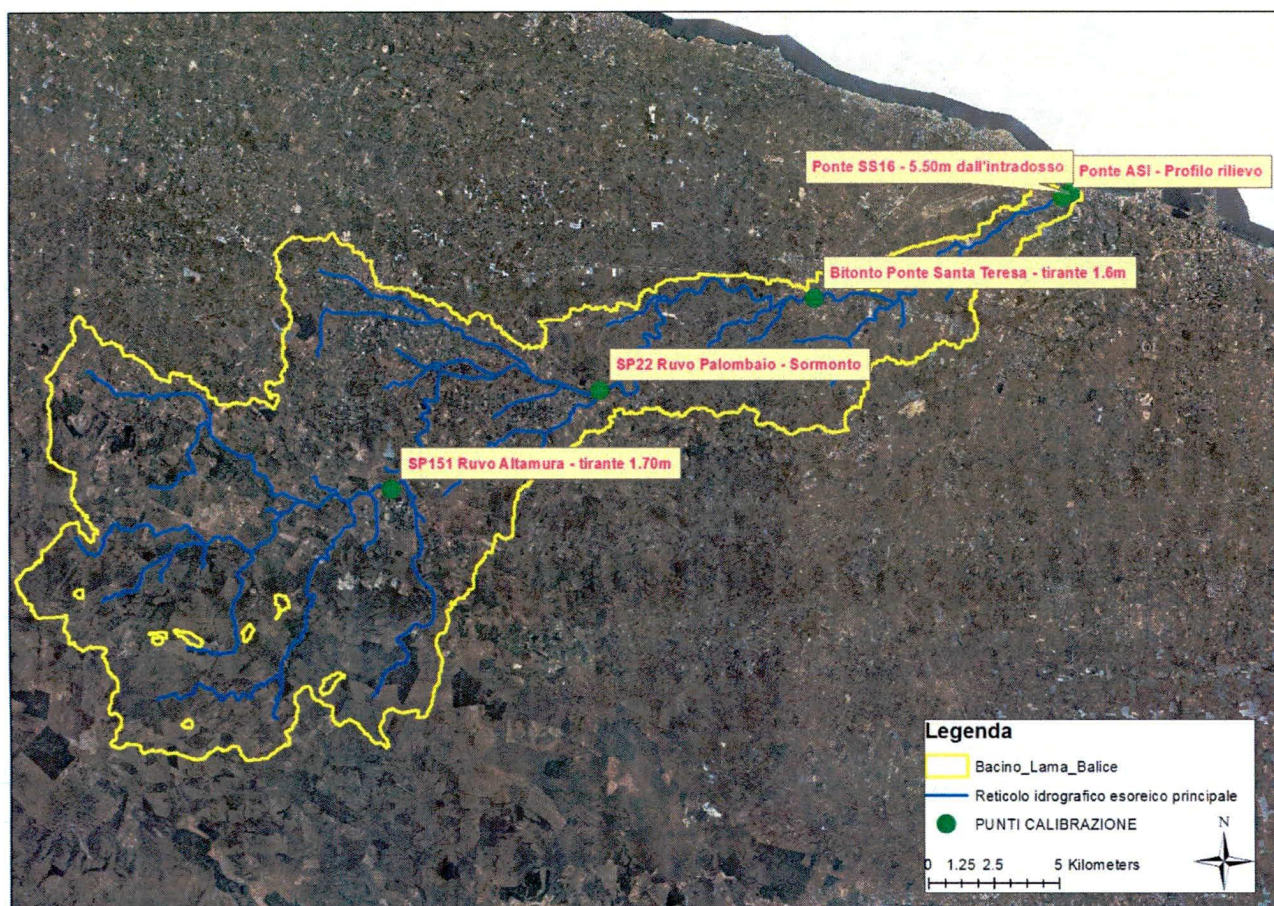 Ponte SS16 - 5.50m dall'intradosso
Ponte ASI - Profilo rilievo
Bitonto Ponte Santa Teresa - tirante 1.6m
SP22 Ruvo Palombaio - Sormonto
SP151 Ruvo Altamura - tirante 1.70m
Legenda
Bacino_Lama_Balice
Reticolo idrografico esoreico principale
PUNTI CALIBRAZIONE
N
0 1.25 2.5 5 Kilometers